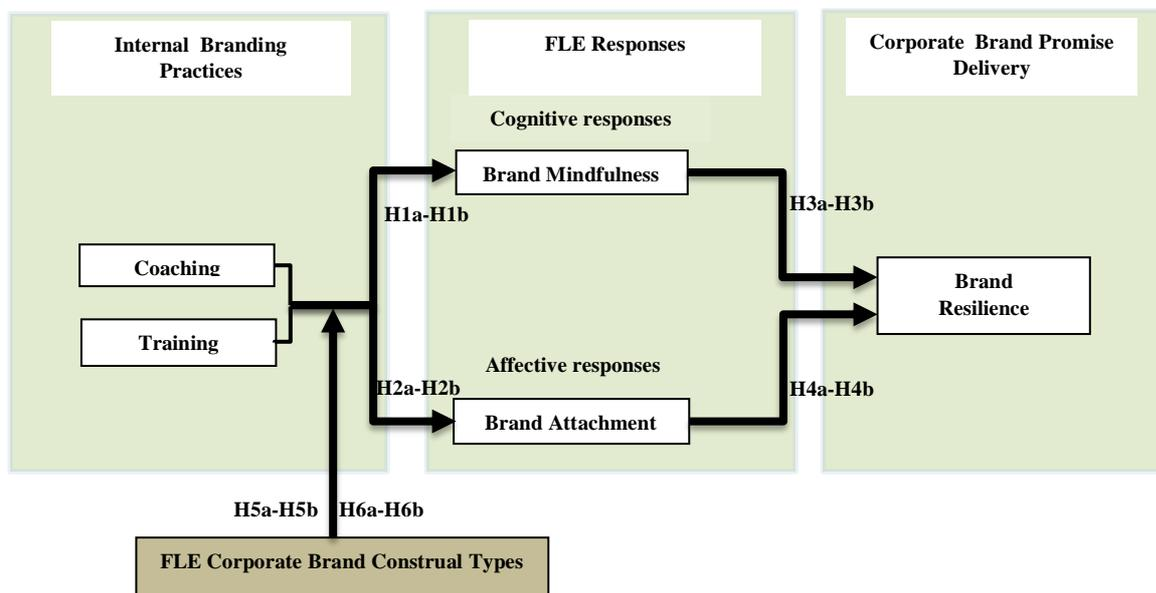 Internal Branding
Practices
FLE Responses
Corporate Brand Promise
Delivery
Cognitive responses
Brand Mindfulness
H1a-H1b
H3a-H3b
Coaching
Training
Brand
Resilience
Affective responses
H2a-H2b
H4a-H4b
Brand Attachment
H5a-H5b
H6a-H6b
FLE Corporate Brand Construal Types